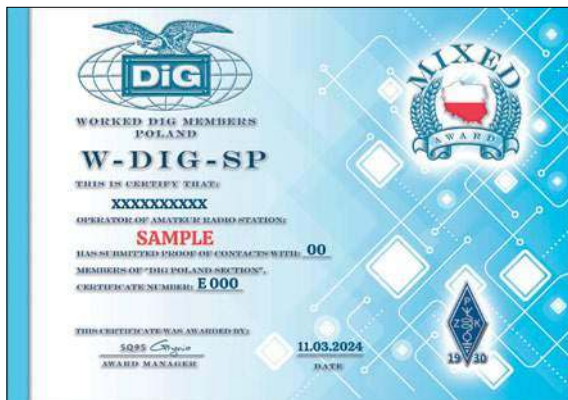 DiG
WORKED DIG MEMBERS
POLAND
W-DIG-SP
THIS IS CERTIFY THAT:
XXXXXXXXXX
OPERATOR OF AMATEUR RADIO STATION:
SAMPLE
HAS SUBMITTED PROOF OF CONTACTS WITH: 00
MEMBERS OF "DIG POLAND SECTION",
CERTIFICATE NUMBER: E 000
THIS CERTIFICATE WAS AWARDED BY:
SQ9S
AWARD MANAGER
11.03.2024
DATE
MIXED
AWARD
P
Z K
19 30